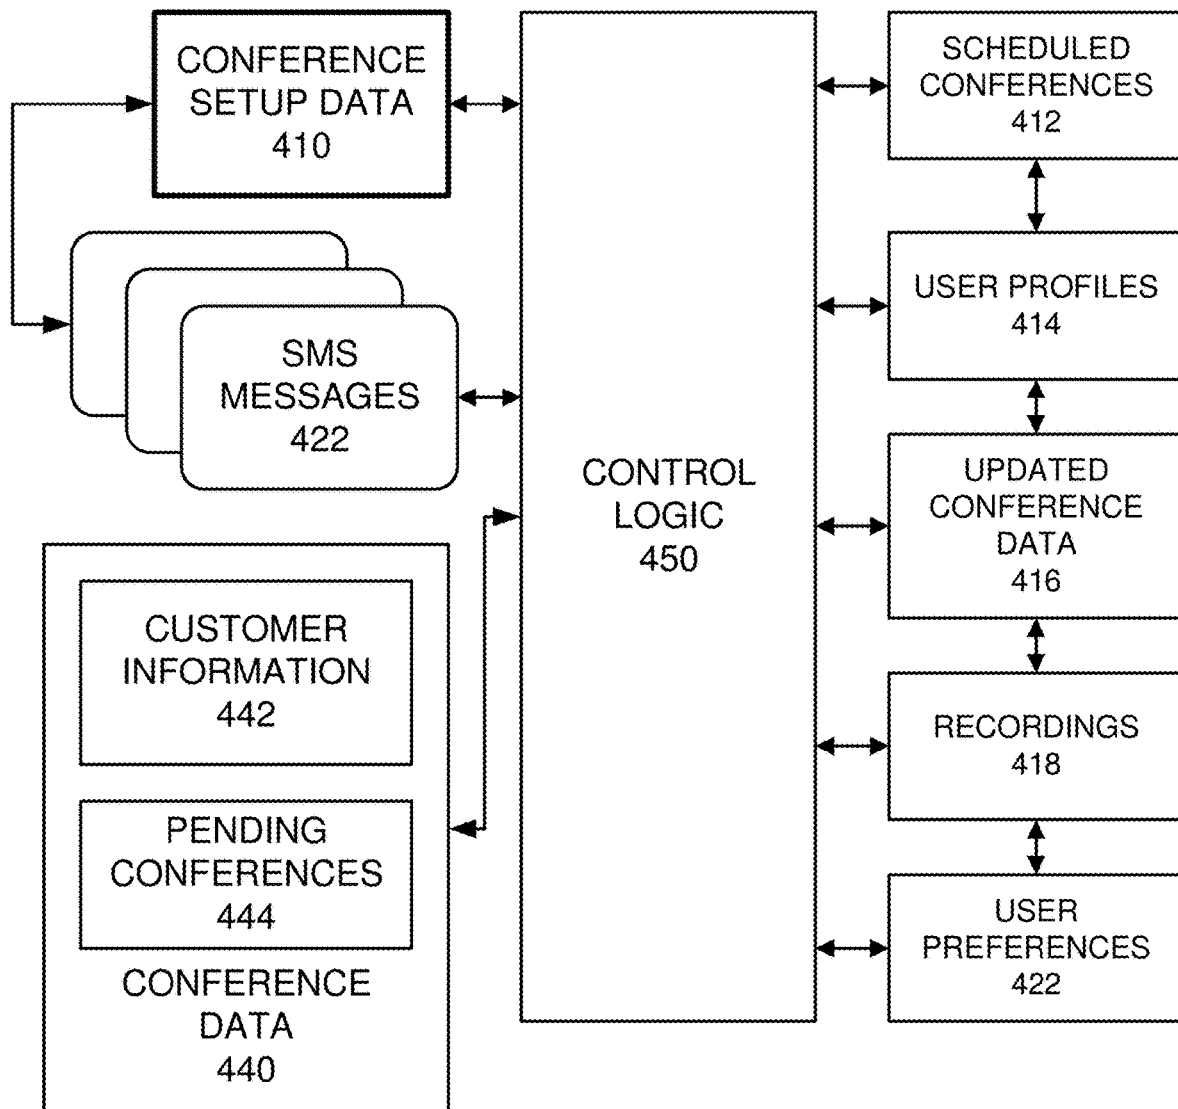 CONFERENCE
SETUP DATA
410
SMS
MESSAGES
422
CUSTOMER
INFORMATION
442
PENDING
CONFERENCES
444
CONFERENCE
DATA
440
CONTROL
LOGIC
450
SCHEDULED
CONFERENCES
412
USER PROFILES
414
UPDATED
CONFERENCE
DATA
416
RECORDINGS
418
USER
PREFERENCES
422